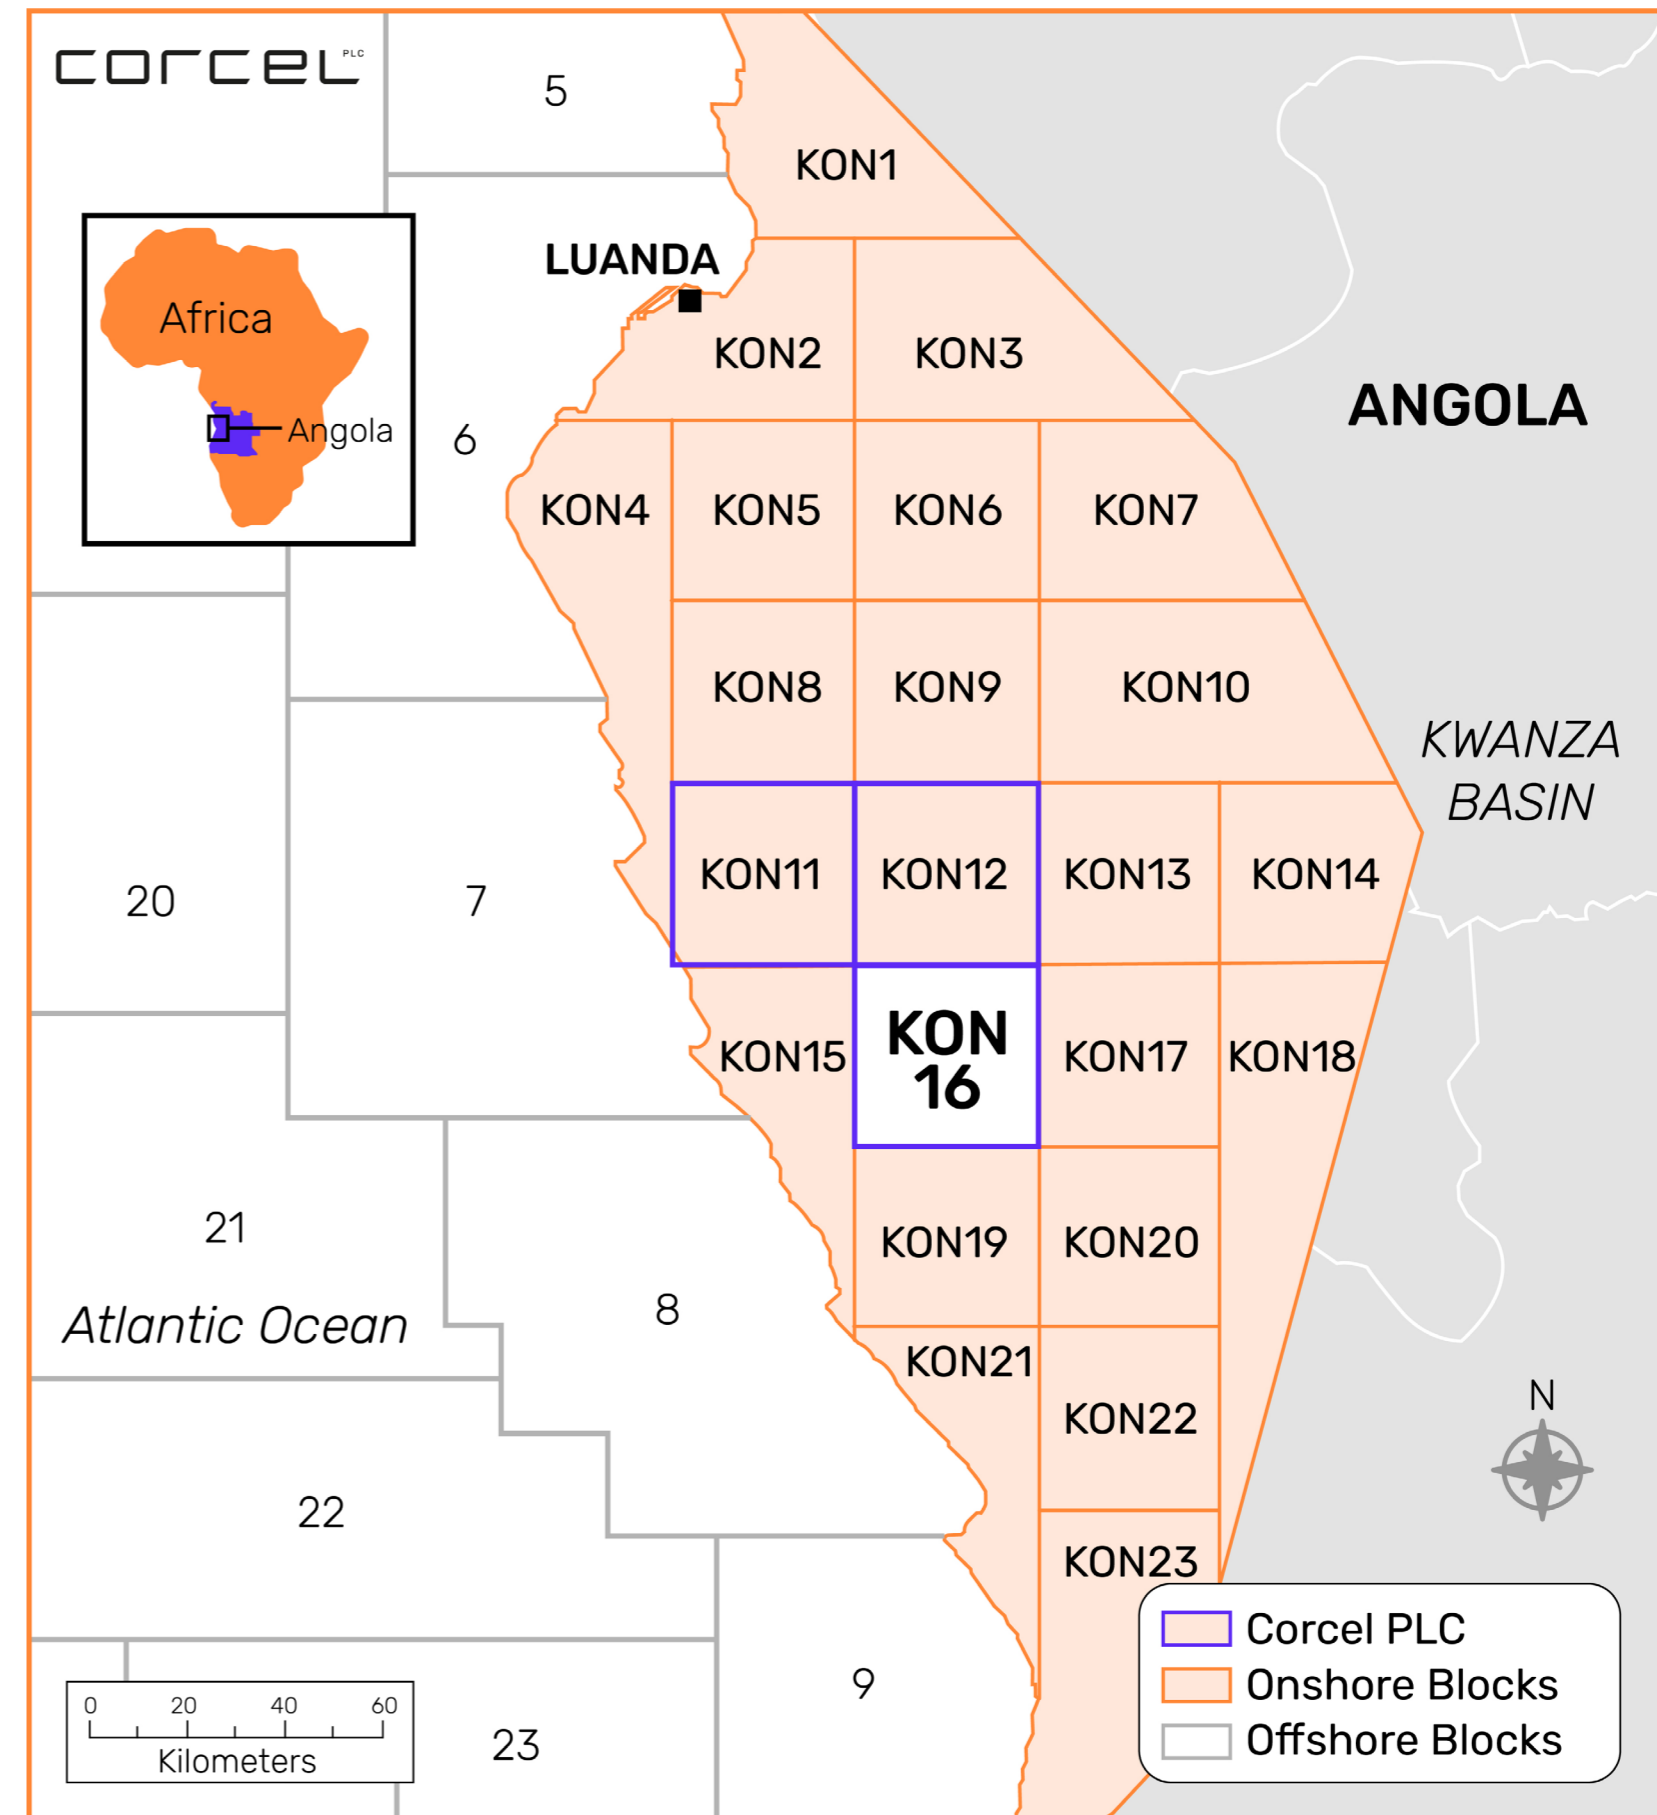 corcel PLC
5
KON1
LUANDA
Africa
KON2
KON3
ANGOLA
Angola
6
KON4
KON5
KON6
KON7
KON8
KON9
KON10
KWANZA
BASIN
20
7
KON11
KON12
KON13
KON14
KON
16
KON15
KON17
KON18
21
KON19
KON20
Atlantic Ocean
8
KON21
N
KON22
22
KON23
Corcel PLC
Onshore Blocks
Offshore Blocks
9
0 20 40 60
Kilometers
23